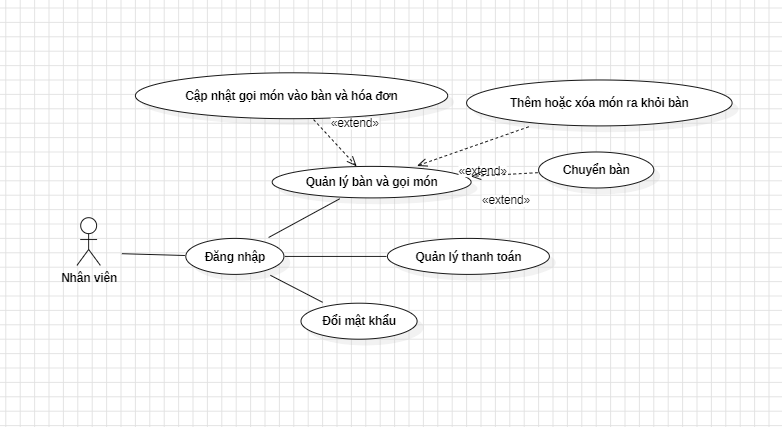 Cập nhật gọi món vào bàn và hóa đơn
Thêm hoặc xóa món ra khỏi bàn
«extend»
Quản lý bàn và gọi món
«extend»
Chuyển bàn
«extend»
Nhân viên
Đăng nhập
Quản lý thanh toán
Đổi mật khẩu